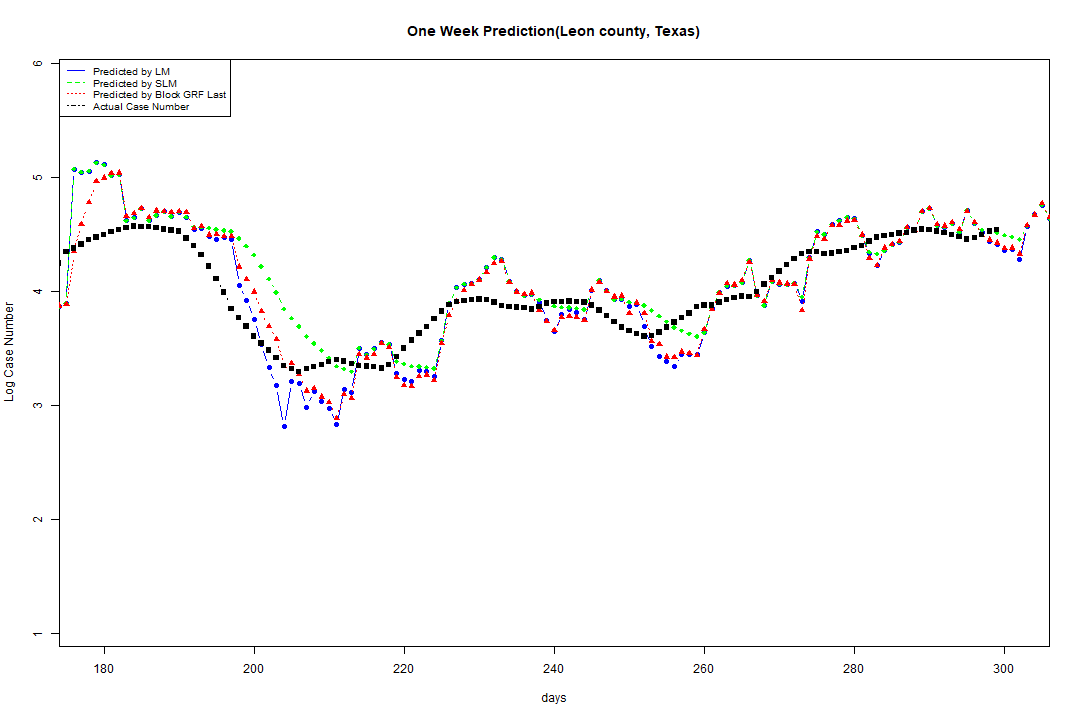 One Week Prediction(Leon county, Texas)
Predicted by LM
Predicted by SLM
Predicted by Block GRF Last
Actual Case Number
6
5
4
3
2
1
Log Case Number
180 200 220 240 260 280 300
days